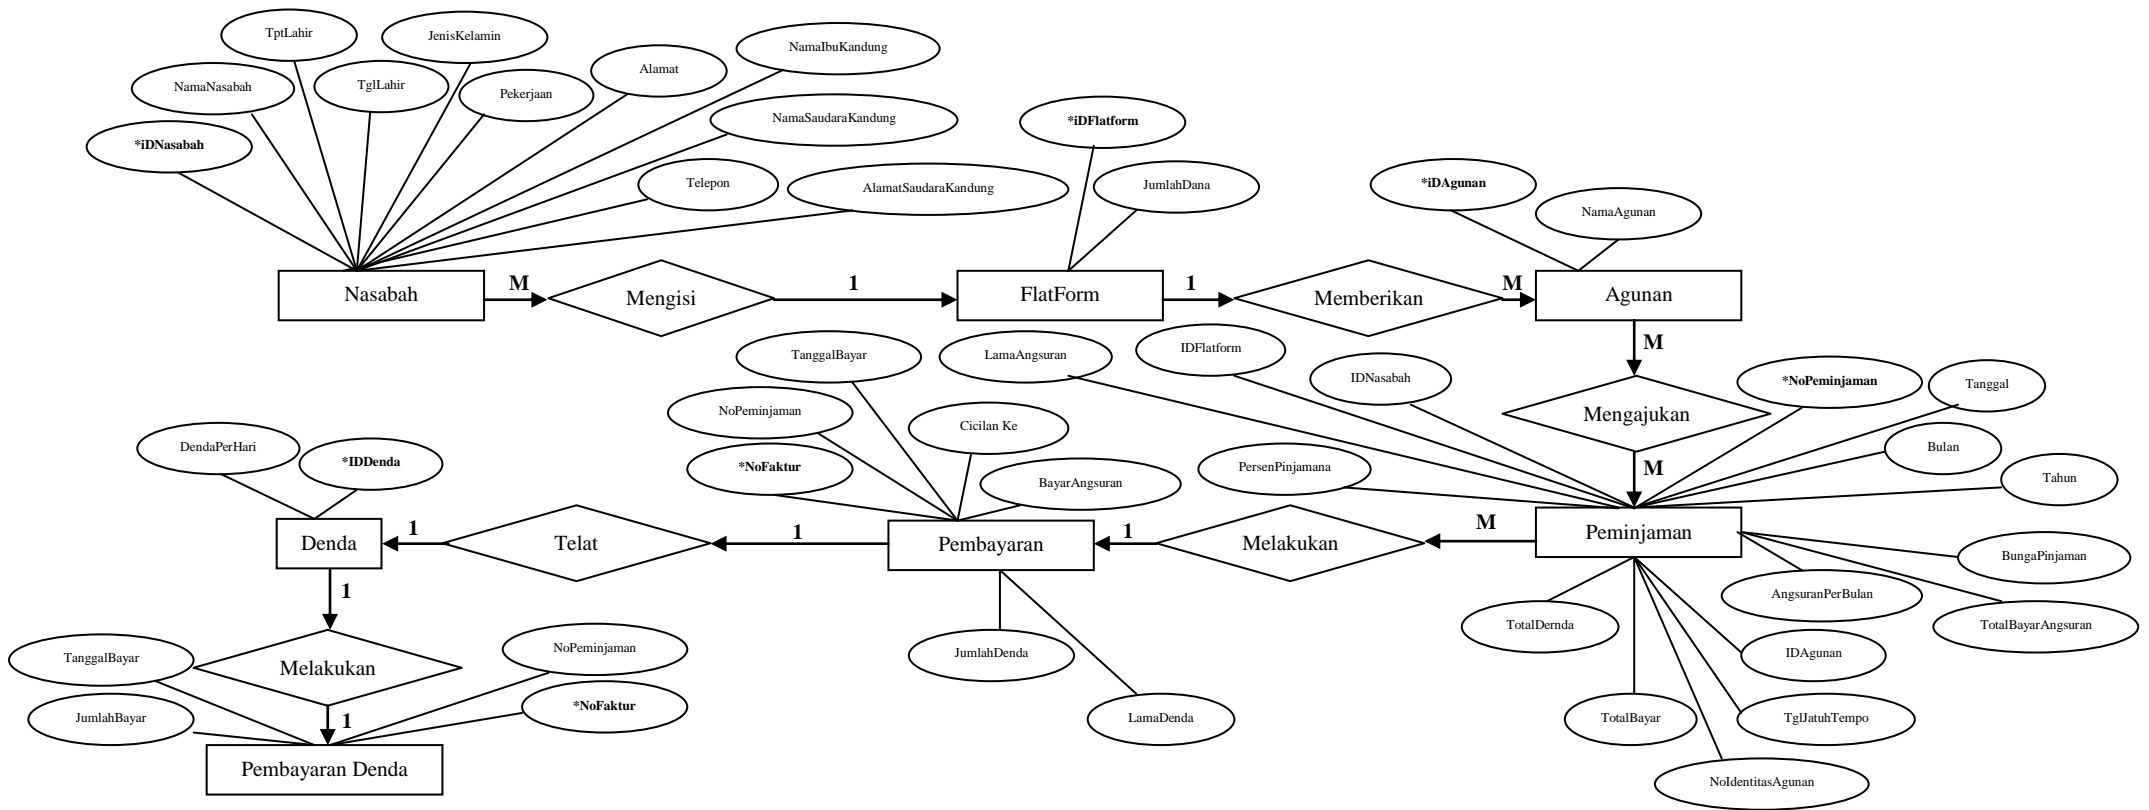 TptLahir
JenisKelamin
NamaIbuKandung
Alamat
NamaNasabah
TglLahir
Pekerjaan
*iDNasabah
NamaSaudaraKandung
*iDFlatform
Telepon
AlamatSaudaraKandung
JumlahDana
*iDAgunan
NamaAgunan
Nasabah
M
Mengisi
1
FlatForm
1
Memberikan
M
Agunan
M
TanggalBayar
LamaAngsuran
IDFlatform
IDNasabah
*NoPeminjaman
Tanggal
Mengajukan
NoPeminjaman
Cicilan Ke
DendaPerHari
*IDDenda
*NoFaktur
BayarAngsuran
PersenPinjamana
M
Bulan
Tahun
Denda
1
Telat
1
Pembayaran
1
Melakukan
M
Peminjaman
BungaPinjaman
1
AngsuranPerBulan
TotalBayarAngsuran
TotalDernda
JumlahDenda
IDAgunan
TanggalBayar
Melakukan
NoPeminjaman
*NoFaktur
JumlahBayar
1
LamaDenda
TotalBayar
TglJatuhTempo
Pembayaran Denda
NoIdentitasAgunan